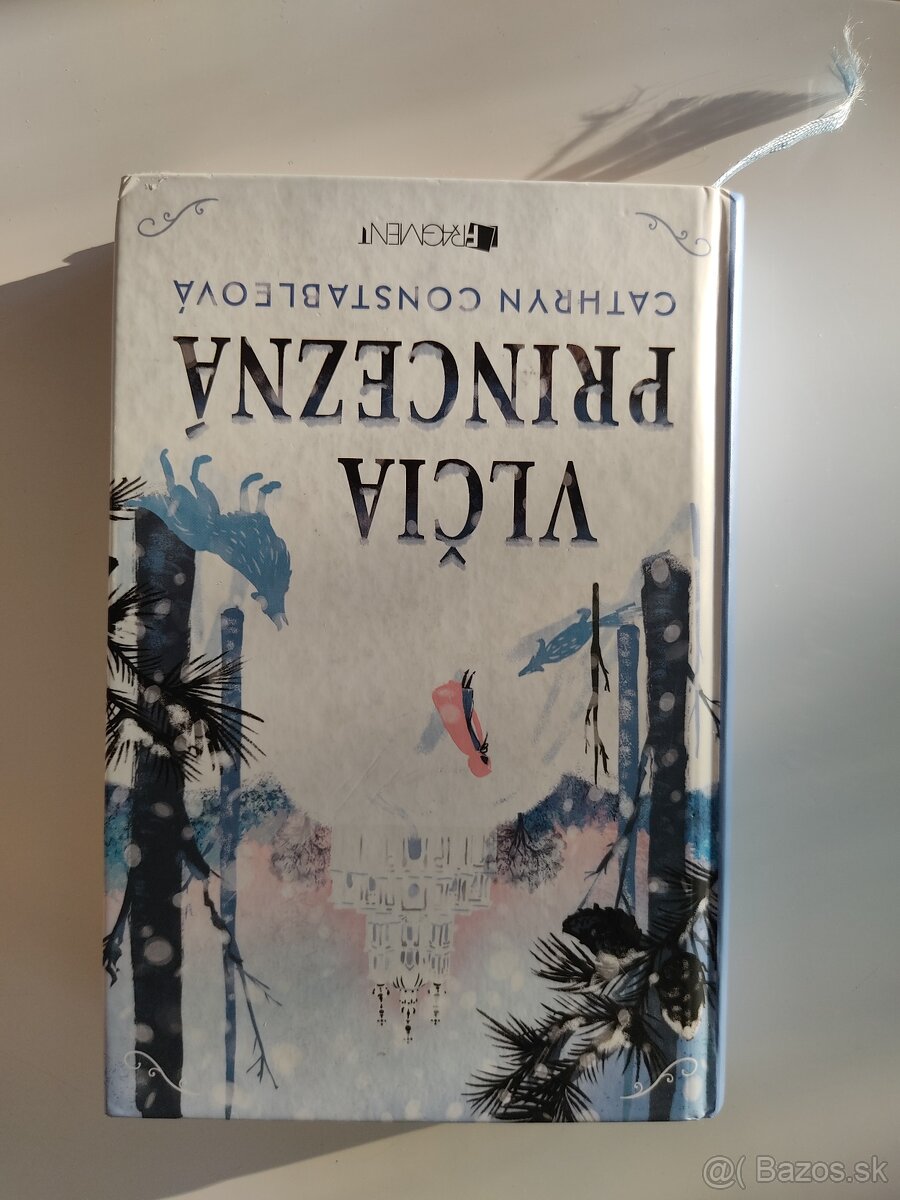 VLČIA
PRINCEZNÁ
CATHRYN CONSTABLEOVÁ
FRAGMENT
@( Bazos.sk